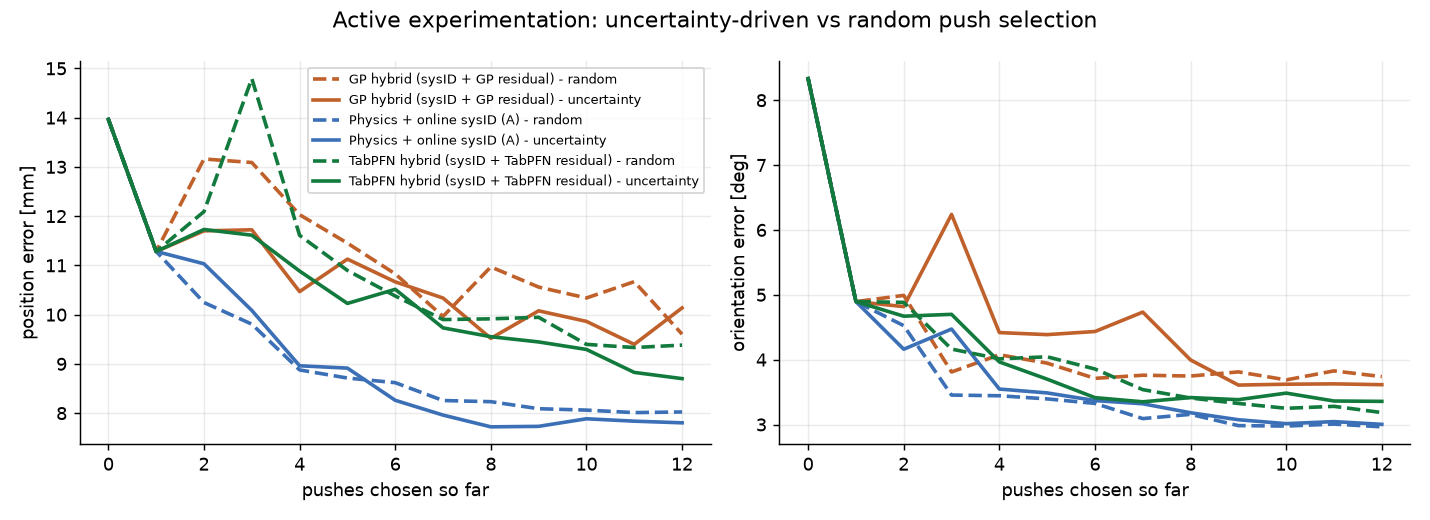 Active experimentation: uncertainty-driven vs random push selection
position error [mm]
15
14
13
12
11
10
9
8
GP hybrid (sysID + GP residual) - random
GP hybrid (sysID + GP residual) - uncertainty
Physics + online sysID (A) - random
Physics + online sysID (A) - uncertainty
TabPFN hybrid (sysID + TabPFN residual) - random
TabPFN hybrid (sysID + TabPFN residual) - uncertainty
0 2 4 6 8 10 12
pushes chosen so far
orientation error [deg]
8
7
6
5
4
3
0 2 4 6 8 10 12
pushes chosen so far